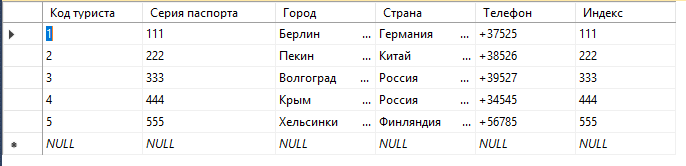 Код туриста Серия паспорта Город Страна Телефон Индекс
1 111 Берлин ... Германия ... +37525 111
2 222 Пекин ... Китай ... +38526 222
3 333 Волгоград ... Россия ... +39527 333
4 444 Крым ... Россия ... +34545 444
5 555 Хельсинки ... Финляндия ... +56785 555
NULL NULL NULL NULL NULL NULL